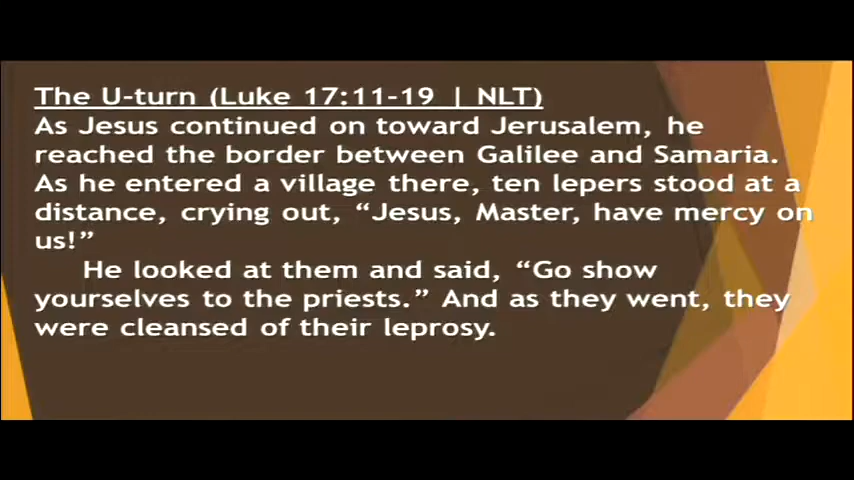 The U-turn (Luke 17:11-19 | NLT)
As Jesus continued on toward Jerusalem, he
reached the border between Galilee and Samaria.
As he entered a village there, ten lepers stood at a
distance, crying out, “Jesus, Master, have mercy on
us!”
He looked at them and said, “Go show
yourselves to the priests.” And as they went, they
were cleansed of their leprosy.